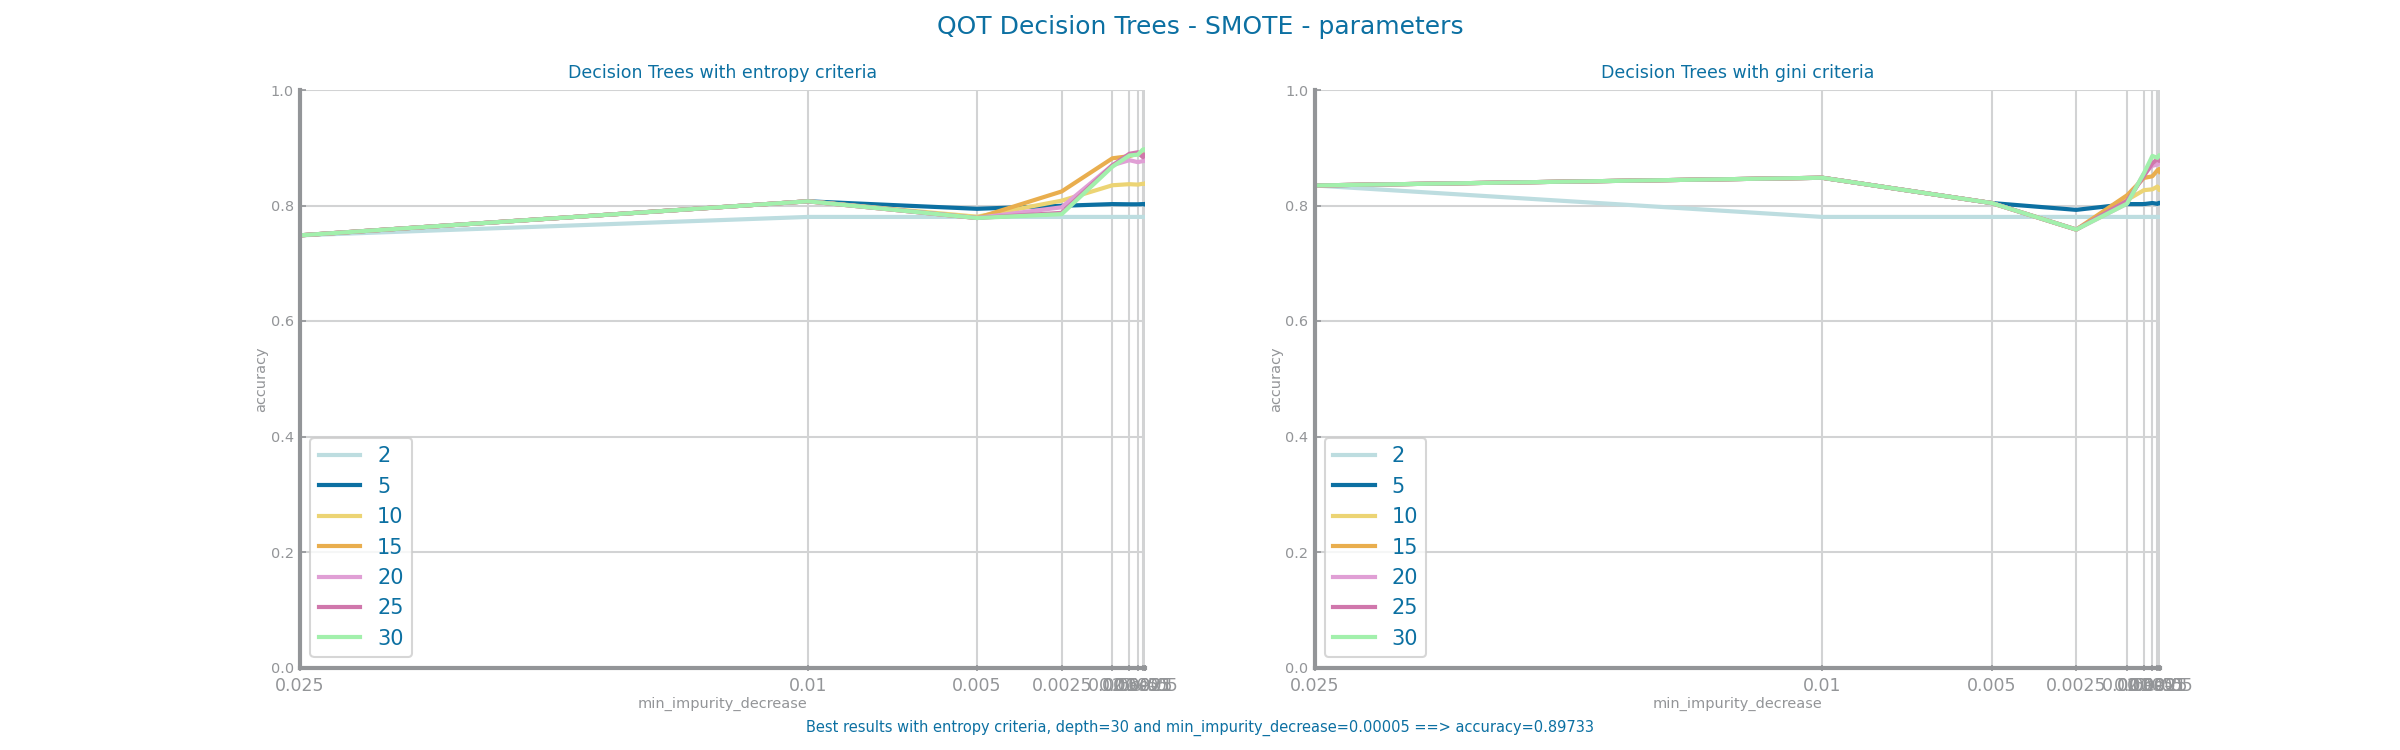 QOT Decision Trees - SMOTE - parameters
Decision Trees with entropy criteria
1.0
0.8
0.6
0.4
0.2
0.0
accuracy
2
5
10
15
20
25
30
0.025 0.01 0.005 0.0025
min_impurity_decrease
Decision Trees with gini criteria
1.0
0.8
0.6
0.4
0.2
0.0
accuracy
2
5
10
15
20
25
30
0.025 0.01 0.005 0.0025
min_impurity_decrease
Best results with entropy criteria, depth=30 and min_impurity_decrease=0.00005 ==> accuracy=0.89733